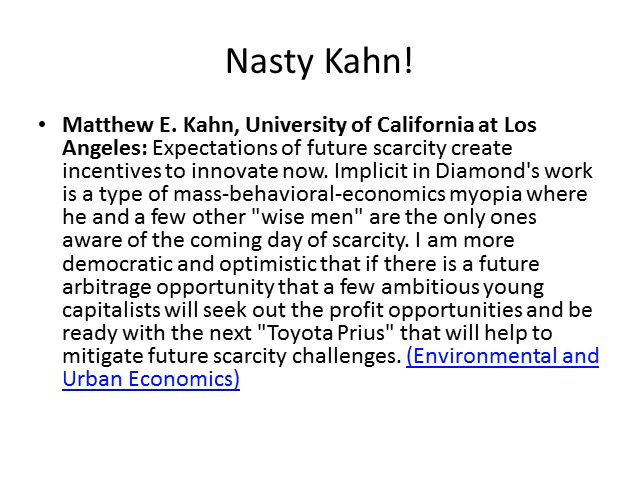 Nasty Kahn!
• Matthew E. Kahn, University of California at Los
Angeles: Expectations of future scarcity create
incentives to innovate now. Implicit in Diamond's work
is a type of mass-behavioral-economics myopia where
he and a few other "wise men" are the only ones
aware of the coming day of scarcity. I am more
democratic and optimistic that if there is a future
arbitrage opportunity that a few ambitious young
capitalists will seek out the profit opportunities and be
ready with the next "Toyota Prius" that will help to
mitigate future scarcity challenges. (Environmental and
Urban Economics)